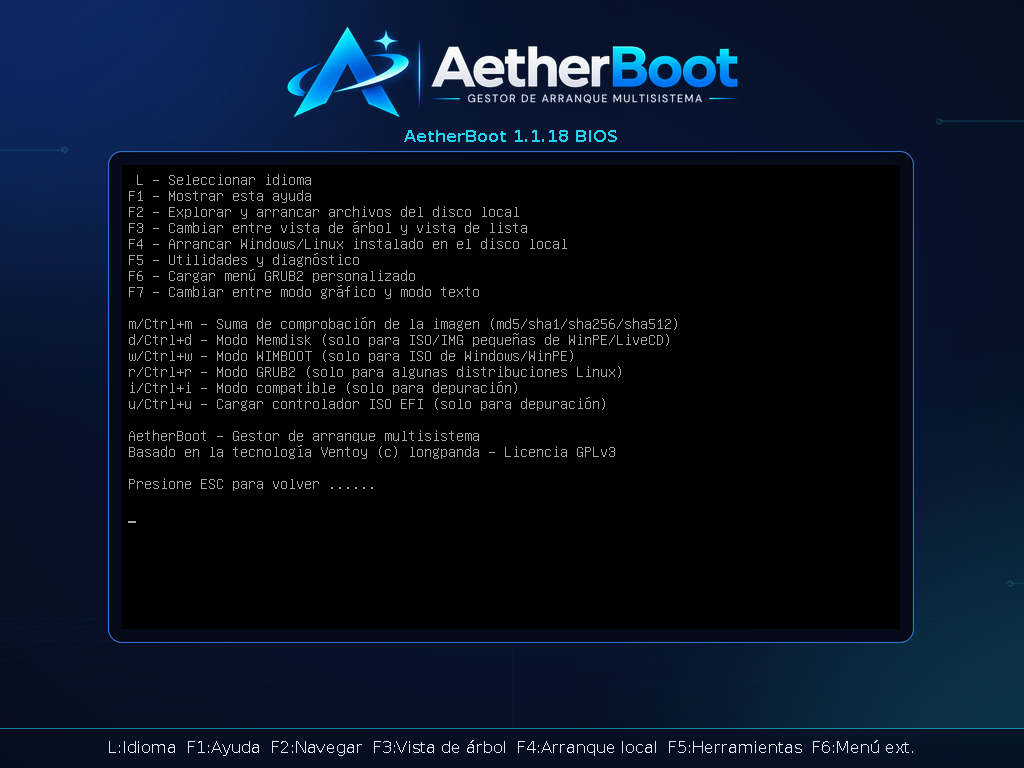 AetherBoot
GESTOR DE ARRANQUE MULTISISTEMA
AetherBoot 1.1.18 BIOS
L - Seleccionar idioma
F1 - Mostrar esta ayuda
F2 - Explorar y arrancar archivos del disco local
F3 - Cambiar entre vista de árbol y vista de lista
F4 - Arrancar Windows/Linux instalado en el disco local
F5 - Utilidades y diagnóstico
F6 - Cargar menú GRUB2 personalizado
F7 - Cambiar entre modo gráfico y modo texto
m/Ctrl+m - Suma de comprobación de la imagen (md5/sha1/sha256/sha512)
d/Ctrl+d - Modo Memdisk (solo para ISO/IMG pequeñas de WinPE/LiveCD)
w/Ctrl+w - Modo WIMBOOT (solo para ISO de Windows/WinPE)
r/Ctrl+r - Modo GRUB2 (solo para algunas distribuciones Linux)
i/Ctrl+i - Modo compatible (solo para depuración)
u/Ctrl+u - Cargar controlador ISO EFI (solo para depuración)
AetherBoot - Gestor de arranque multisistema
Basado en la tecnología Ventoy (c) longpanda - Licencia GPLv3
Presione ESC para volver ......
_
L:Idioma F1:Ayuda F2:Navegar F3:Vista de árbol F4:Arranque local F5:Herramientas F6:Menú ext.